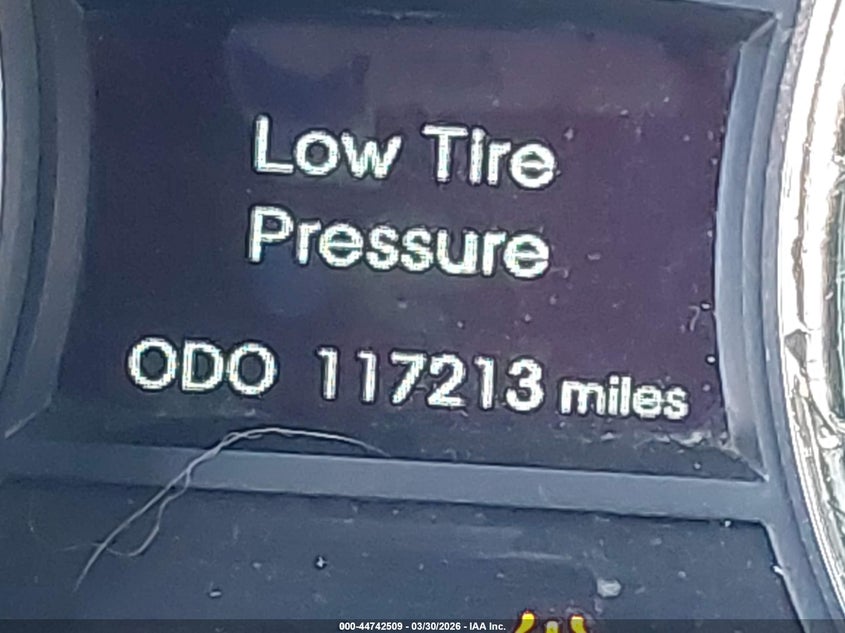 Low Tire
Pressure
ODO 117213 miles
000-44742509 - 03/30/2026 - IAA Inc.